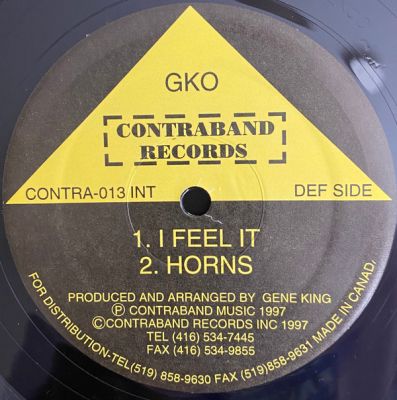 GKO
CONTRABAND
RECORDS
CONTRA-013 INT
DEF SIDE
1. I FEEL IT
2. HORNS
PRODUCED AND ARRANGED BY GENE KING
Ⓟ CONTRABAND MUSIC 1997
©CONTRABAND RECORDS INC 1997
TEL (416) 534-7445
FAX (416) 534-9855
FOR DISTRIBUTION-TEL(519) 858-9630 FAX (519) 858-9631 MADE IN CANADA